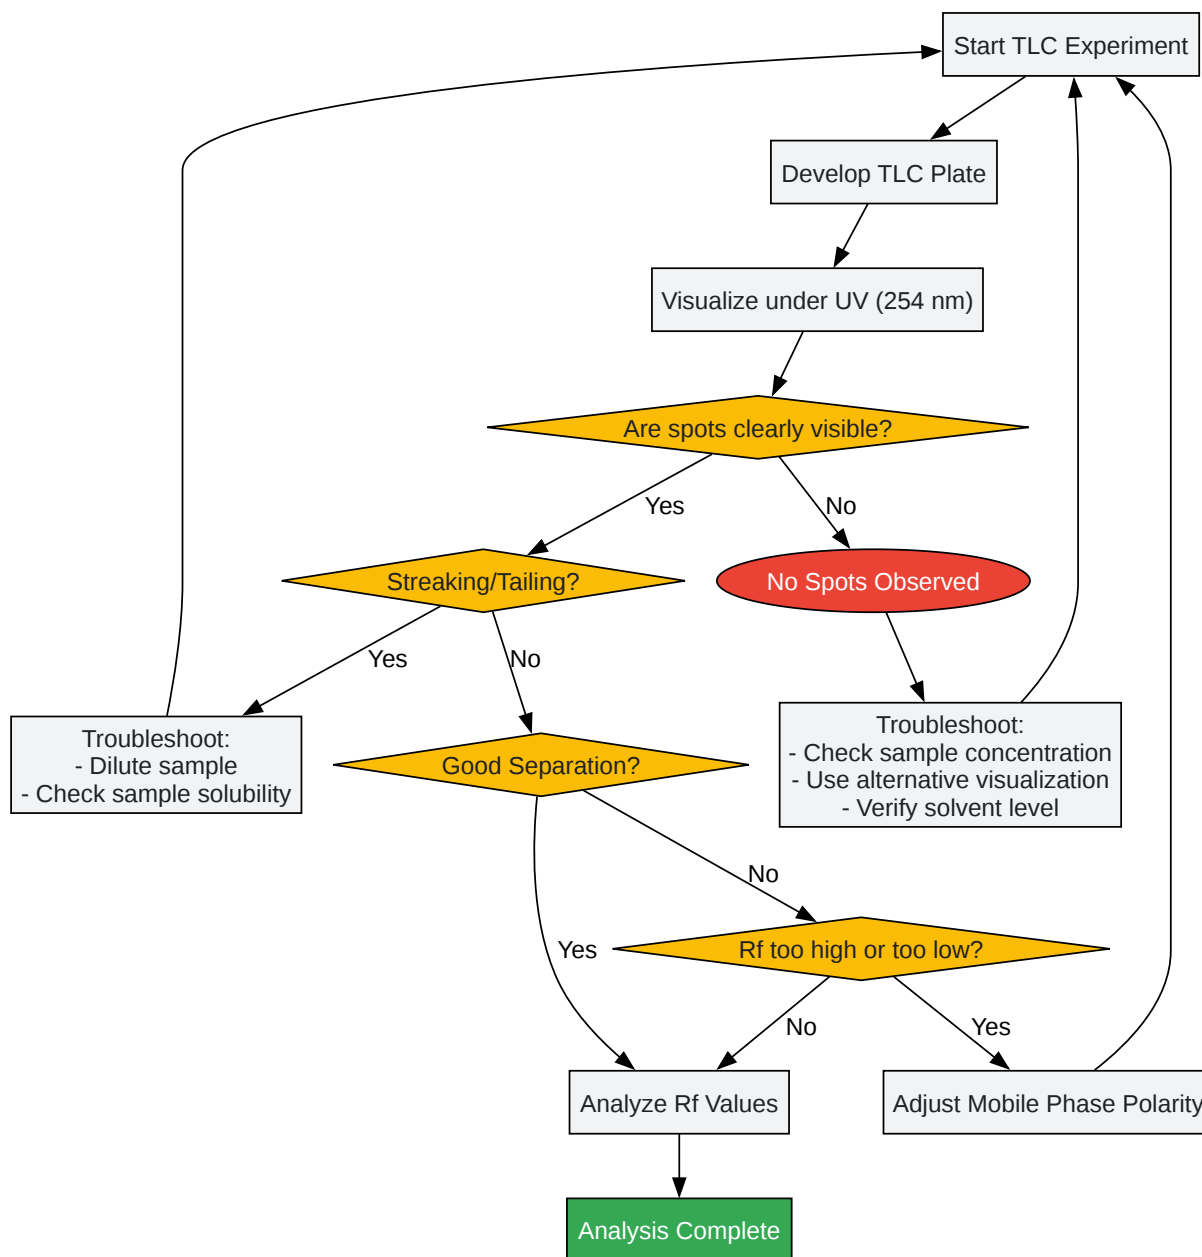 Start TLC Experiment
Develop TLC Plate
Visualize under UV (254 nm)
Are spots clearly visible?
Yes
No
Streaking/Tailing?
No Spots Observed
Yes
No
Troubleshoot:
- Dilute sample
- Check sample solubility
Good Separation?
Troubleshoot:
- Check sample concentration
- Use alternative visualization
- Verify solvent level
No
Yes
Rf too high or too low?
No
Yes
Analyze Rf Values
Adjust Mobile Phase Polarity
Analysis Complete